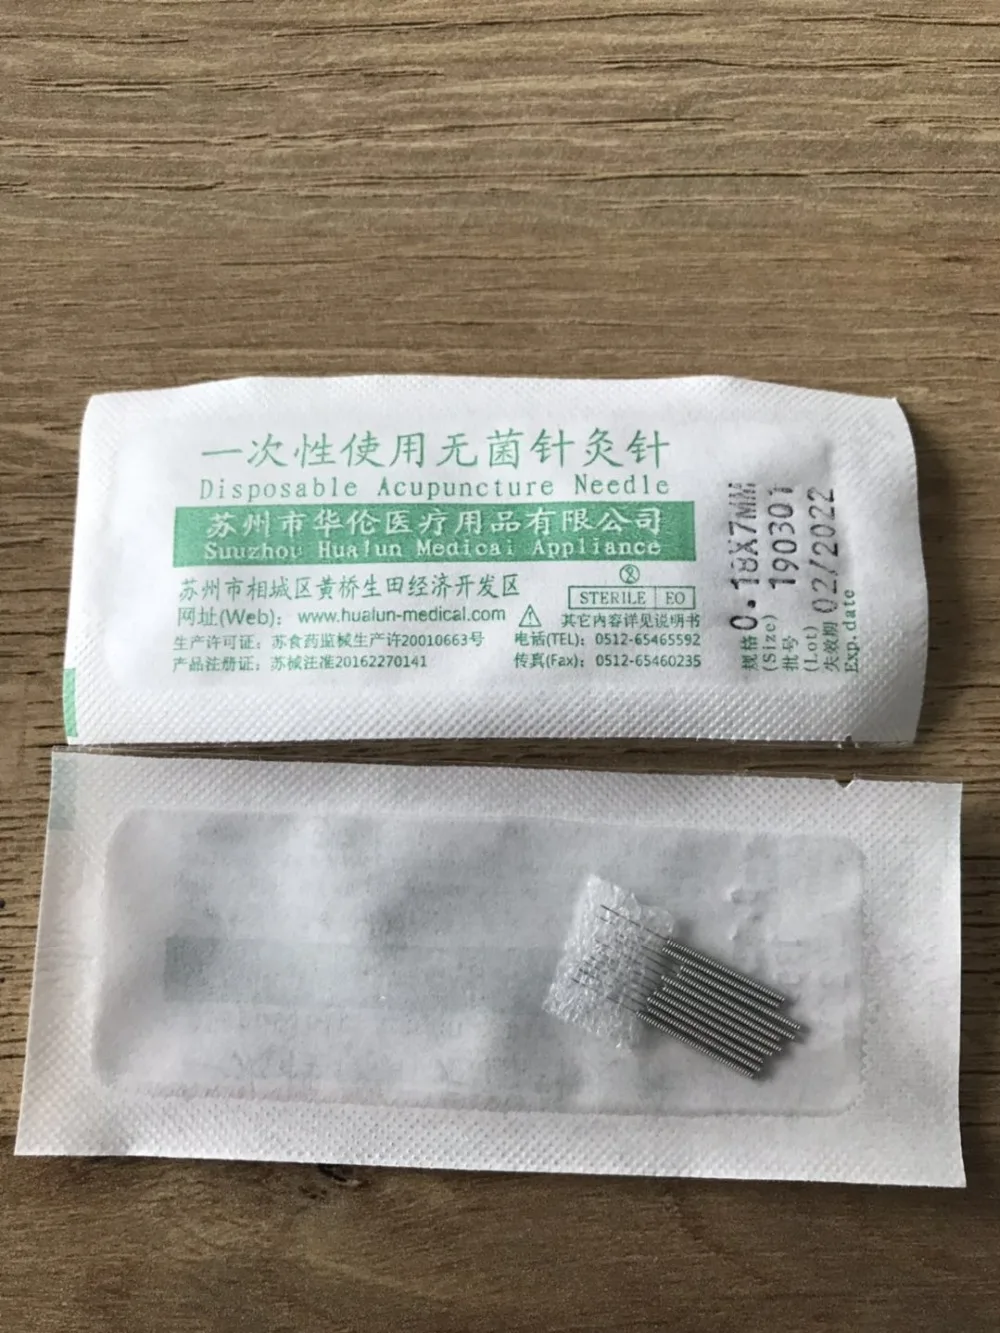 一次性使用无菌针灸针
Disposable Acupuncture Needle
苏州市华伦医疗用品有限公司
Suuzhou Hualun Medical Appliance
苏州市相城区黄桥生田经济开发区
网址(Web): www.hualun-medical.com
生产许可证: 苏食药监械生产许20010663号
产品注册证: 苏械注准20162270141
2
STERILE EO
其它内容详见说明书
电话(TEL): 0512-65465592
传真(Fax): 0512-65460235
规格 0.18X7MM
(Size)
批号 190301
(Lot)
失效期 02/2022
Exp.date